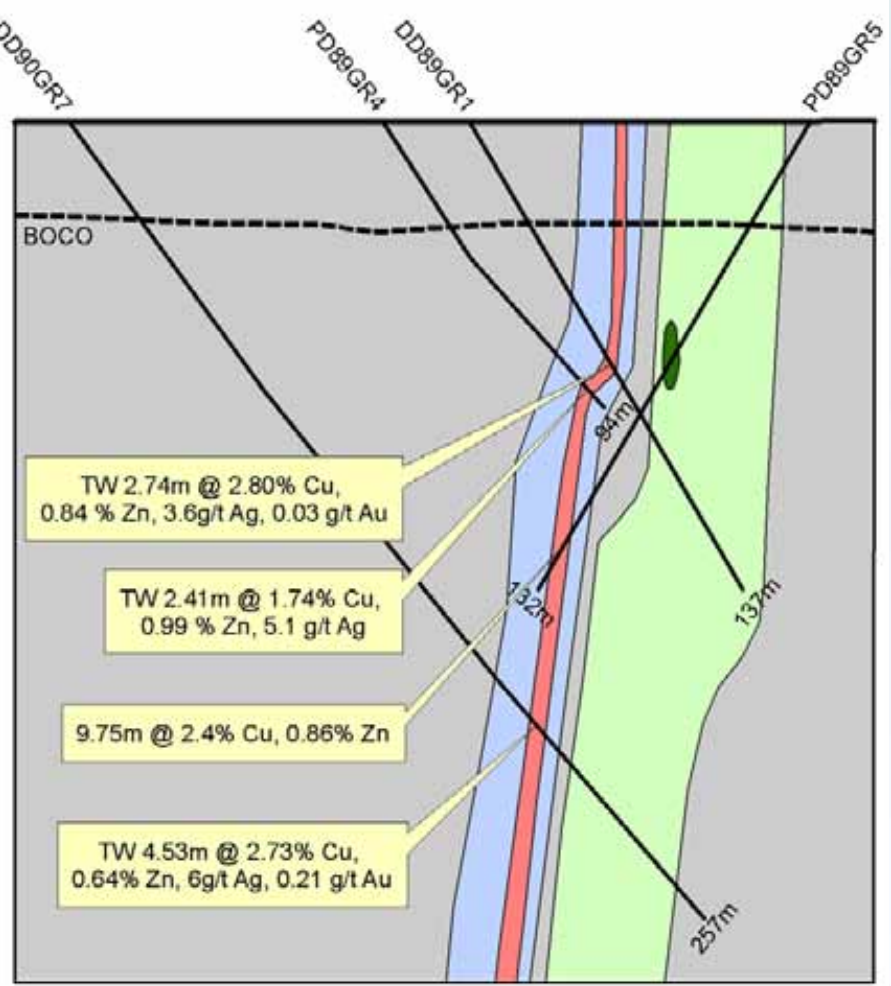 DD90GR7
PD89GR4
DD89GR1
PD89GR5
BOCO
94m
TW 2.74m @ 2.80% Cu,
0.84 % Zn, 3.6g/t Ag, 0.03 g/t Au
TW 2.41m @ 1.74% Cu,
0.99 % Zn, 5.1 g/t Ag
132m
137m
9.75m @ 2.4% Cu, 0.86% Zn
TW 4.53m @ 2.73% Cu,
0.64% Zn, 6g/t Ag, 0.21 g/t Au
257m